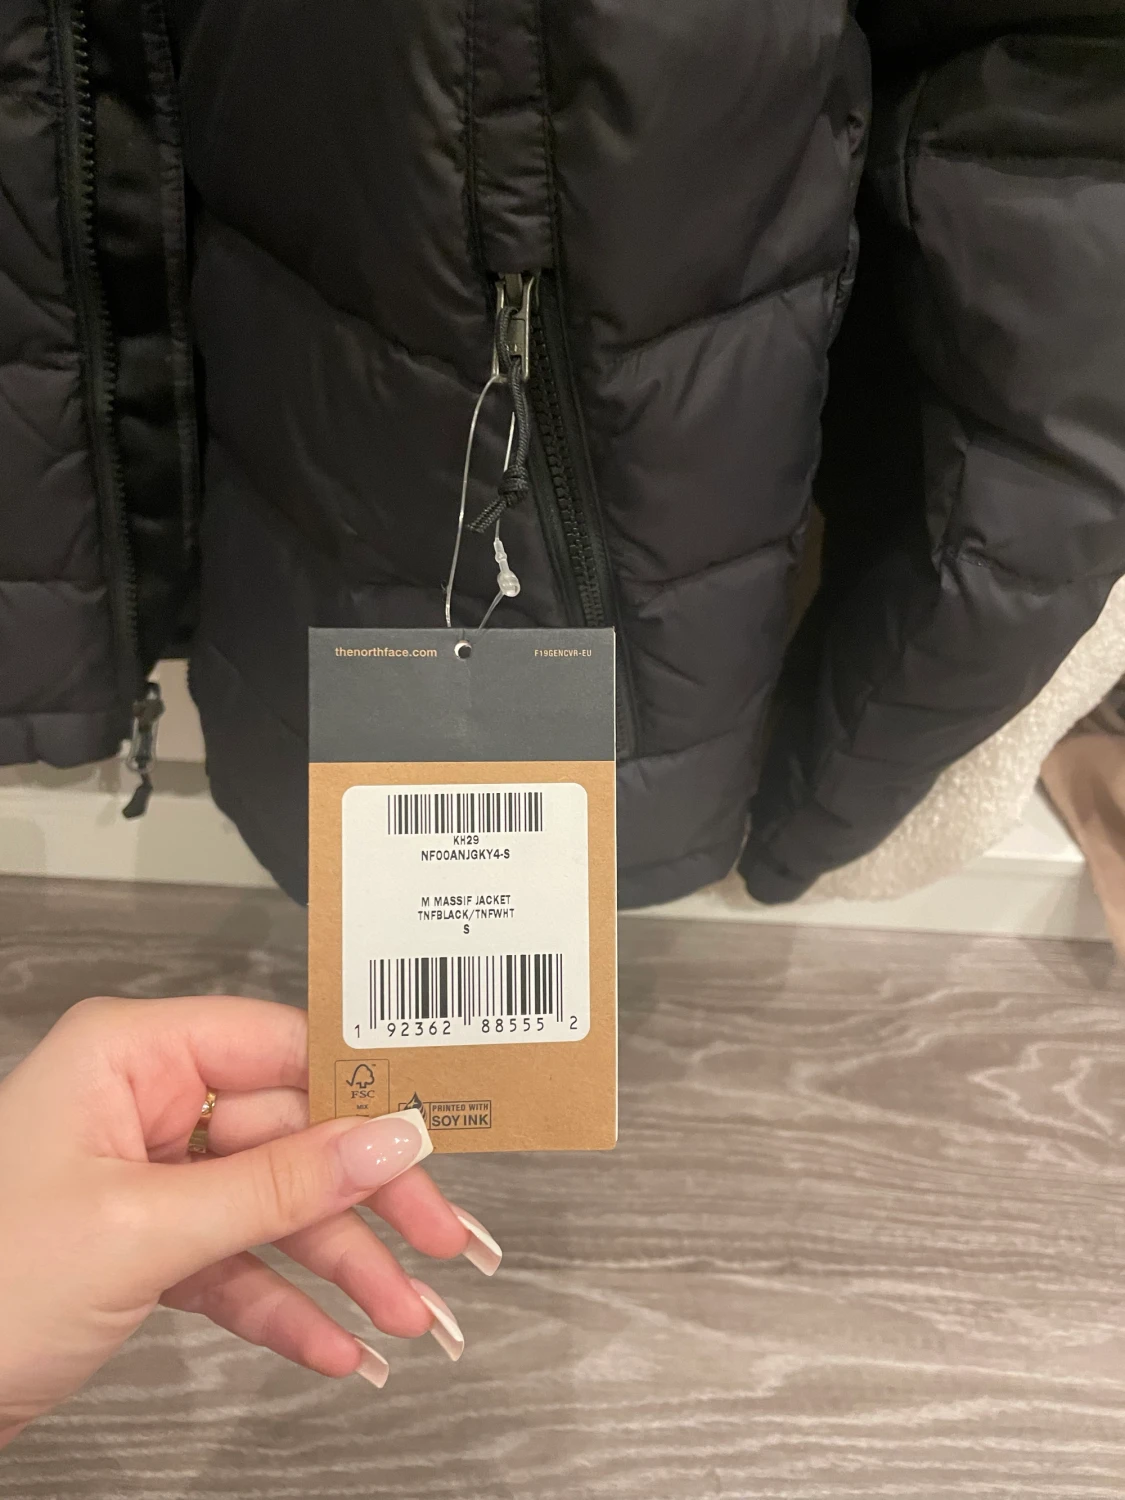 thenorthface.com
F19GENCVR-EU
KH29
NF00ANJGKY4-S
M MASSIF JACKET
TNFBLACK/TNFWHT
S
1 92362 88555 2
FSC
MIX
PRINTED WITH
SOY INK